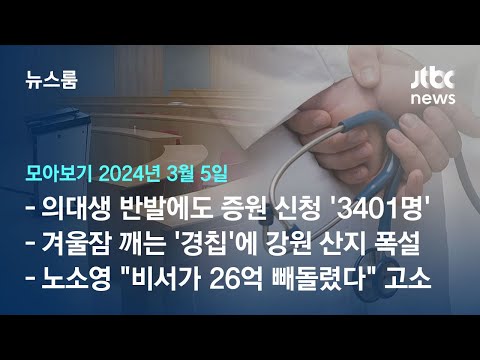 뉴스룸
jtbc
news
모아보기 2024년 3월 5일
- 의대생 반발에도 증원 신청 '3401명'
- 겨울잠 깨는 '경칩'에 강원 산지 폭설
- 노소영 "비서가 26억 빼돌렸다" 고소